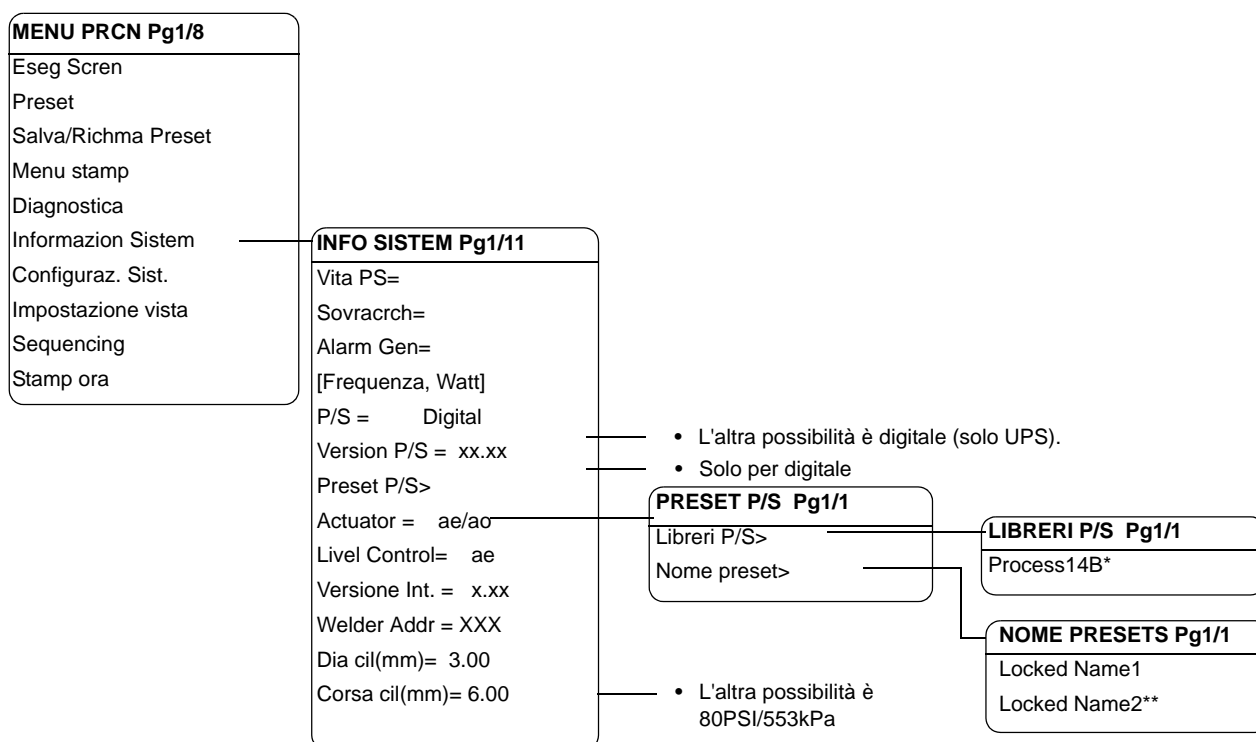 MENU PRCN Pg1/8
Eseg Scren
Preset
Salva/Richma Preset
Menu stamp
Diagnostica
Informazion Sistem
Configuraz. Sist.
Impostazione vista
Sequencing
Stamp ora
INFO SISTEM Pg1/11
Vita PS=
Sovracrch=
Alarm Gen=
[Frequenza, Watt]
P/S = Digital
Version P/S = xx.xx
Preset P/S>
Actuator = ae/ao
Livel Control= ae
Versione Int. = x.xx
Welder Addr = XXX
Dia cil(mm)= 3.00
Corsa cil(mm)= 6.00
• L'altra possibilità è digitale (solo UPS).
• Solo per digitale
PRESET P/S Pg1/1
Libreri P/S>
Nome preset>
LIBRERI P/S Pg1/1
Process14B*
NOME PRESETS Pg1/1
Locked Name1
Locked Name2**
• L'altra possibilità è
80PSI/553kPa